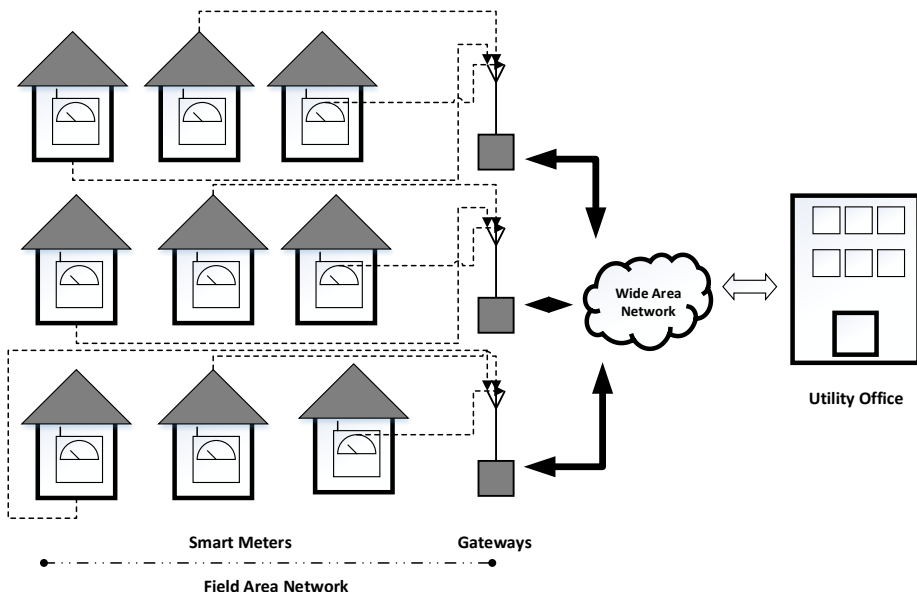 Wide Area
Network
Utility Office
Smart Meters
Gateways
Field Area Network